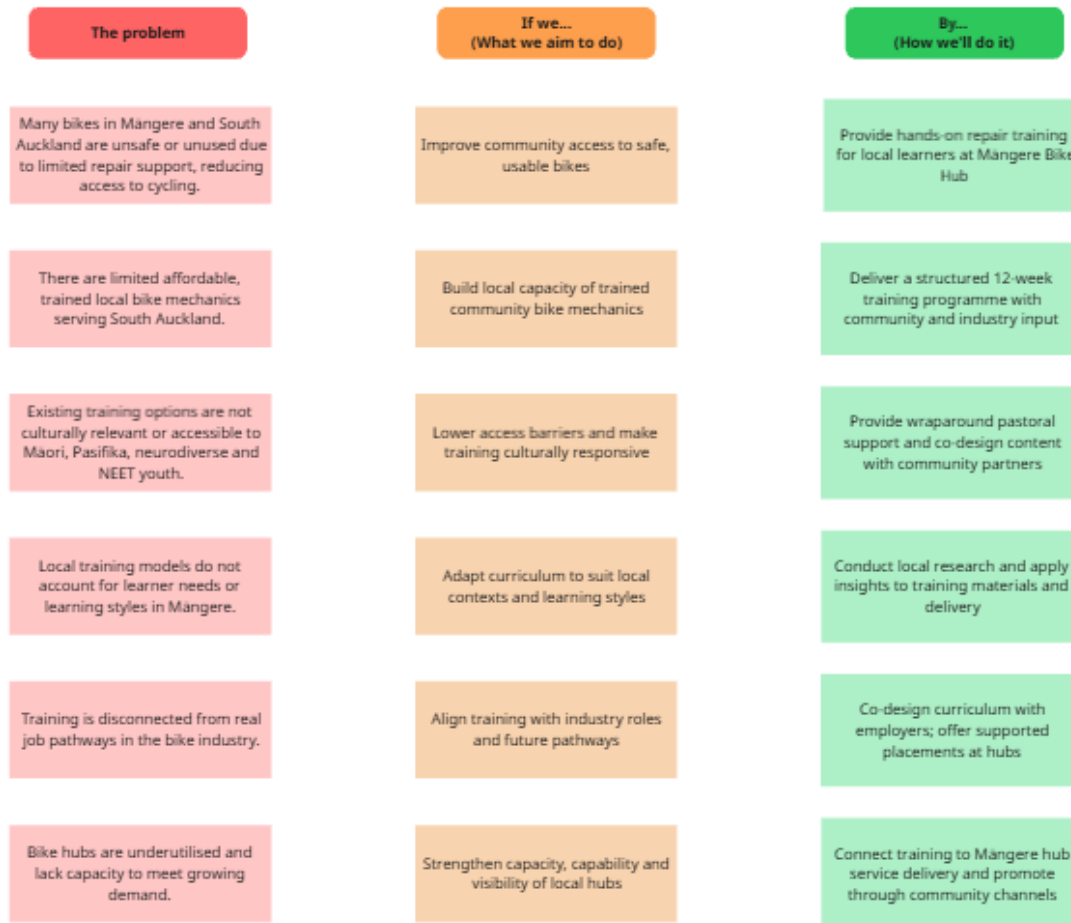 The problem
If we...
(What we aim to do)
By...
(How we'll do it)
Many bikes in Māngere and South
Auckland are unsafe or unused due
to limited repair support, reducing
access to cycling.
Improve community access to safe,
usable bikes
Provide hands-on repair training
for local learners at Māngere Bike
Hub
There are limited affordable,
trained local bike mechanics
serving South Auckland.
Build local capacity of trained
community bike mechanics
Deliver a structured 12-week
training programme with
community and industry input
Existing training options are not
culturally relevant or accessible to
Māori, Pasifika, neurodiverse and
NEET youth.
Lower access barriers and make
training culturally responsive
Provide wraparound pastoral
support and co-design content
with community partners
Local training models do not
account for learner needs or
learning styles in Māngere.
Adapt curriculum to suit local
contexts and learning styles
Conduct local research and apply
insights to training materials and
delivery
Training is disconnected from real
job pathways in the bike industry.
Align training with industry roles
and future pathways
Co-design curriculum with
employers; offer supported
placements at hubs
Bike hubs are underutilised and
lack capacity to meet growing
demand.
Strengthen capacity, capability and
visibility of local hubs
Connect training to Māngere hub
service delivery and promote
through community channels